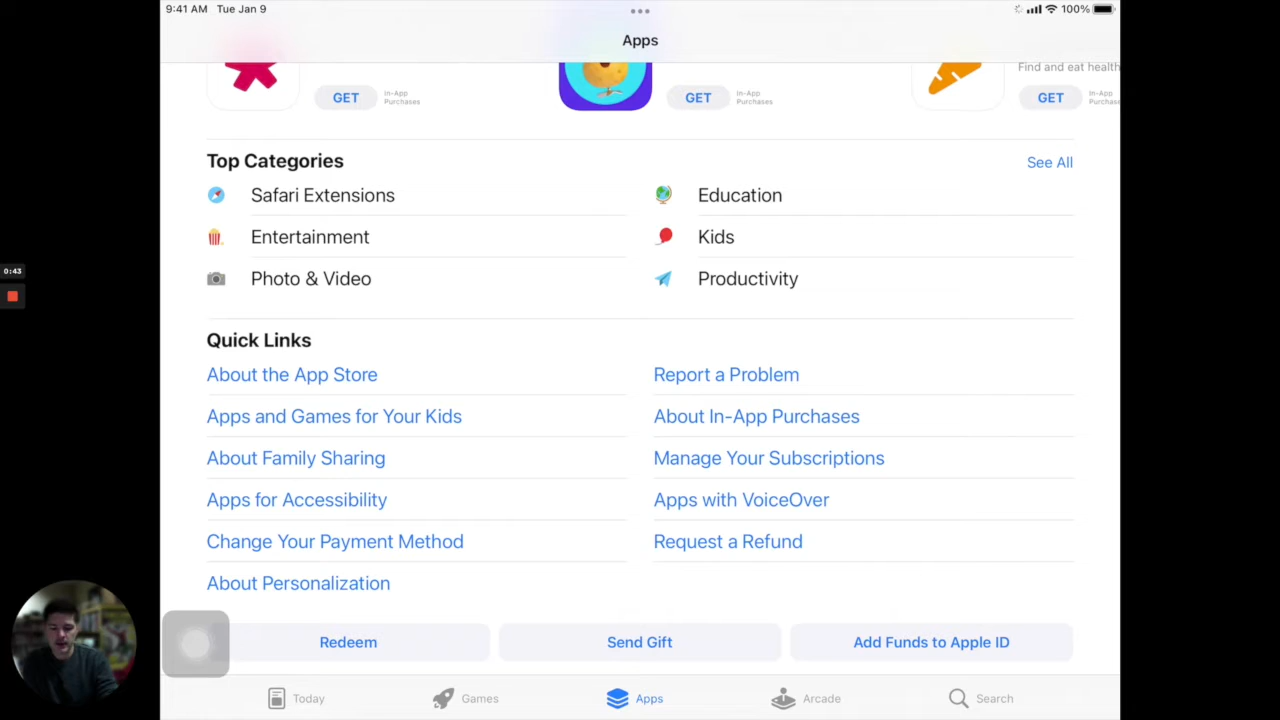 9:41 AM Tue Jan 9
100%
Apps
Find and eat health
GET
In-App
Purchases
GET
In-App
Purchases
GET
In-App
Purchase
Top Categories
See All
Safari Extensions
Education
Entertainment
Kids
Photo & Video
Productivity
0:43
Quick Links
About the App Store
Report a Problem
Apps and Games for Your Kids
About In-App Purchases
About Family Sharing
Manage Your Subscriptions
Apps for Accessibility
Apps with VoiceOver
Change Your Payment Method
Request a Refund
About Personalization
Redeem
Send Gift
Add Funds to Apple ID
Today
Games
Apps
Arcade
Search